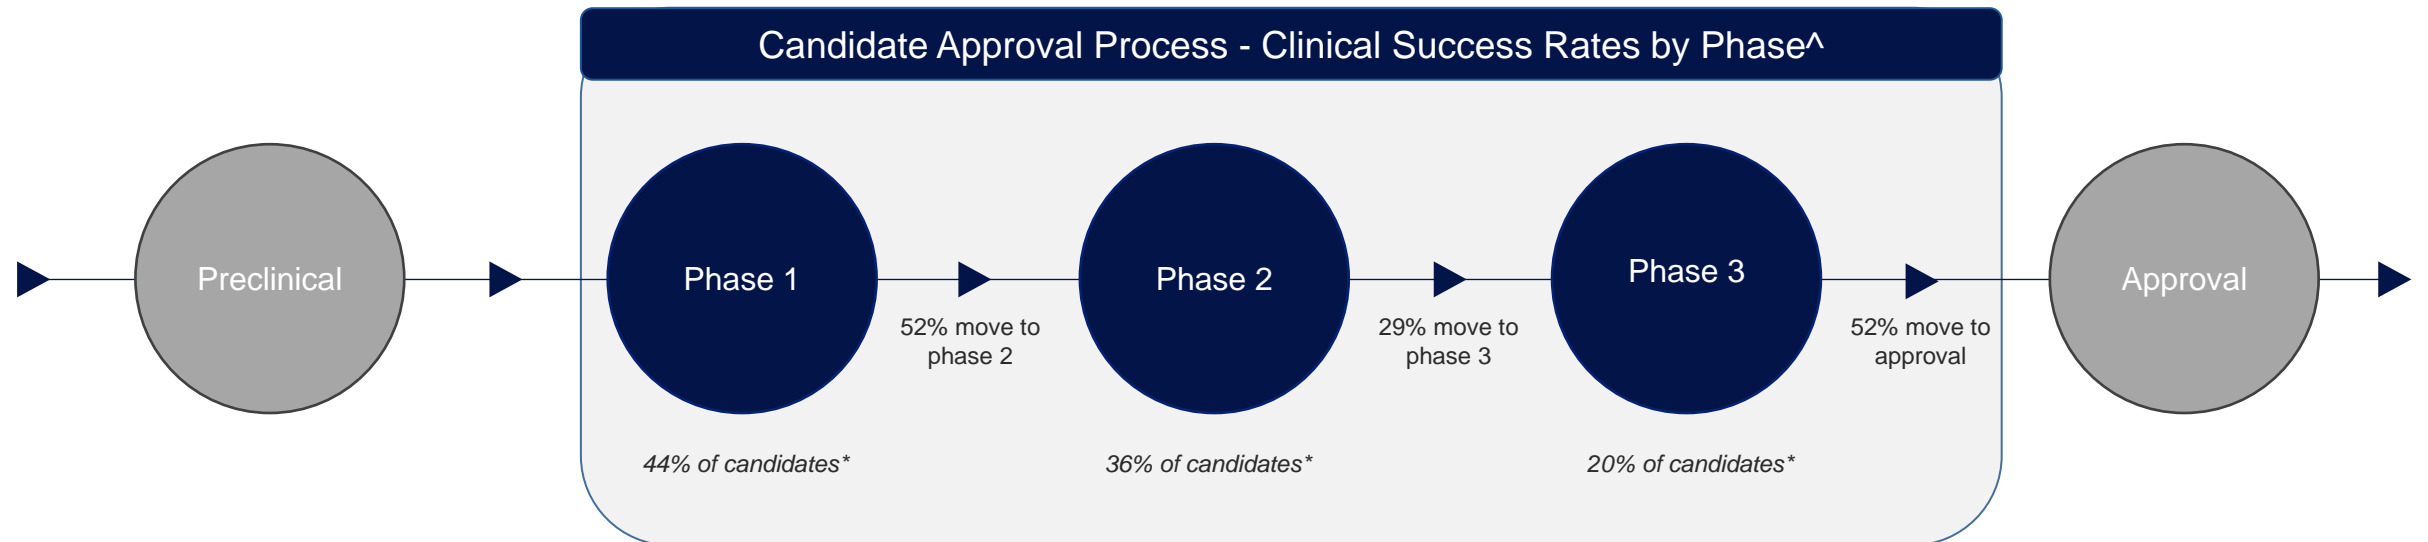 Candidate Approval Process - Clinical Success Rates by Phase^
Preclinical
Phase 1
52% move to
phase 2
Phase 2
29% move to
phase 3
Phase 3
52% move to
approval
Approval
44% of candidates*
36% of candidates*
20% of candidates*